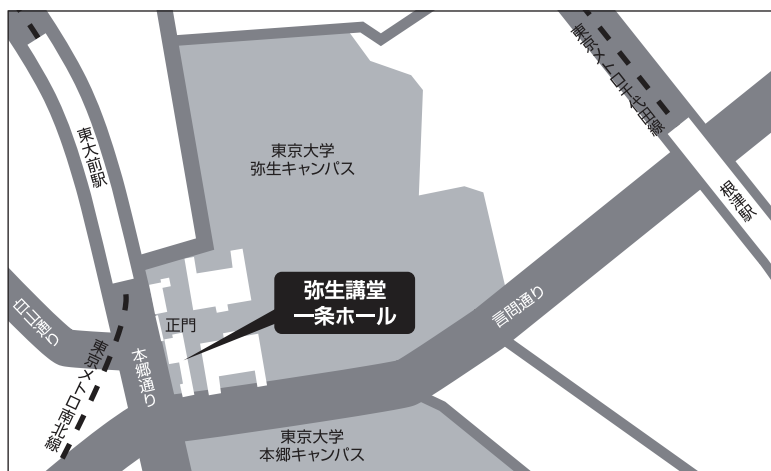 東京メトロ千代田線
東大前駅
東京大学
弥生キャンパス
根津駅
弥生講堂
一条ホール
言問通り
白山通り
正門
本郷通り
東京メトロ南北線
東京大学
本郷キャンパス